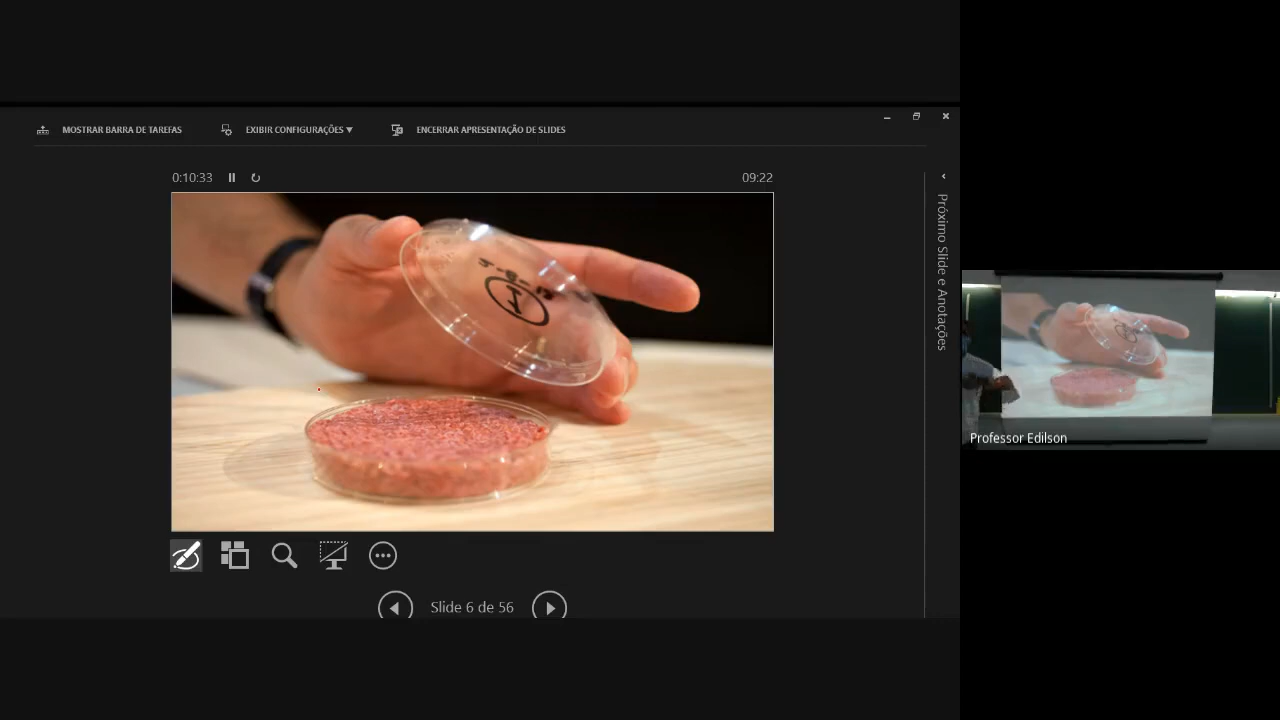 MOSTRAR BARRA DE TAREFAS
EXIBIR CONFIGURAÇÕES ▼
ENCERRAR APRESENTAÇÃO DE SLIDES
0:10:33
09:22
Próximo Slide e Anotações
Slide 6 de 56
Professor Edilson